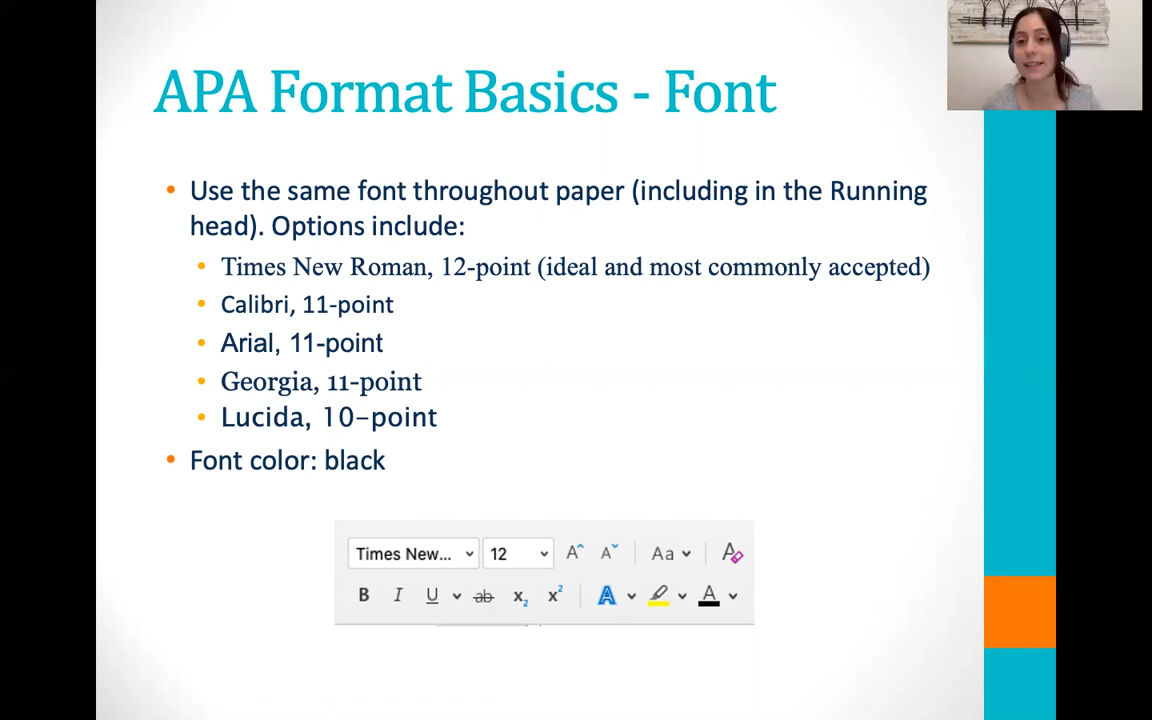 APA Format Basics - Font
• Use the same font throughout paper (including in the Running
head). Options include:
• Times New Roman, 12-point (ideal and most commonly accepted)
• Calibri, 11-point
• Arial, 11-point
• Georgia, 11-point
• Lucida, 10-point
• Font color: black
Times New... 12 A A Aa A
B I U ab x2 x2 A A